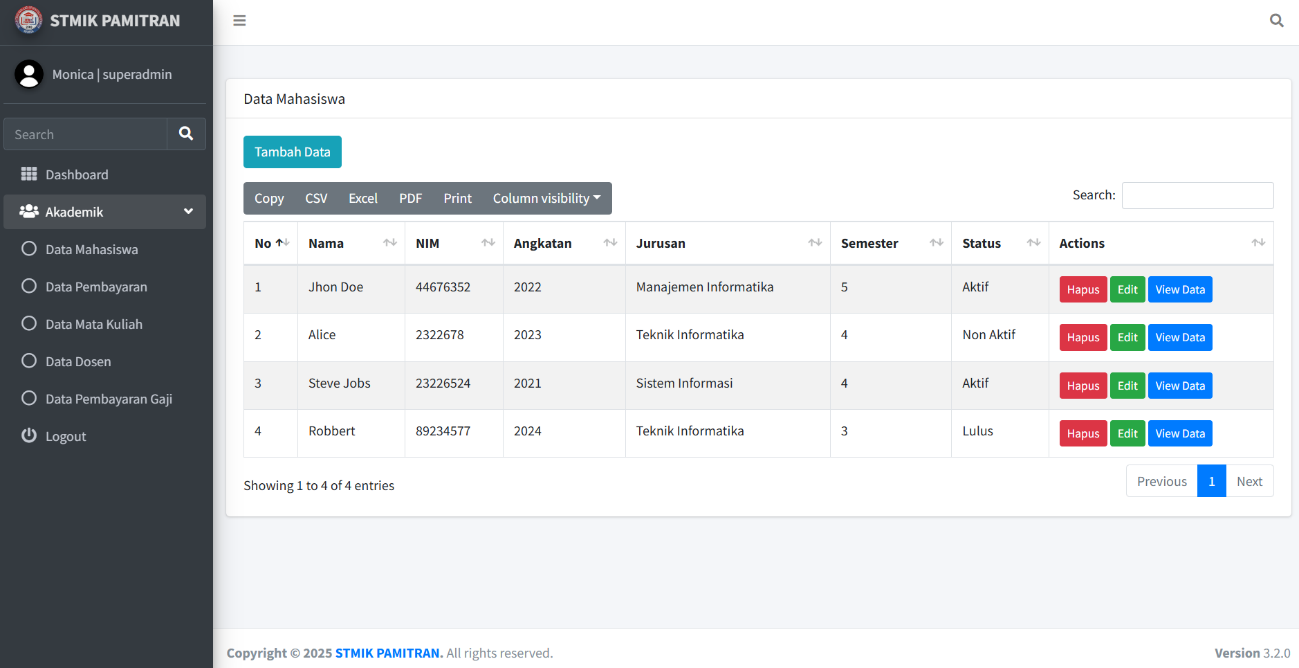 STMIK PAMITRAN
Monica | superadmin
Search
Dashboard
Akademik
Data Mahasiswa
Data Pembayaran
Data Mata Kuliah
Data Dosen
Data Pembayaran Gaji
Logout
Data Mahasiswa
Tambah Data
Copy CSV Excel PDF Print Column visibility
Search:
No Nama NIM Angkatan Jurusan Semester Status Actions
1 Jhon Doe 44676352 2022 Manajemen Informatika 5 Aktif Hapus Edit View Data
2 Alice 2322678 2023 Teknik Informatika 4 Non Aktif Hapus Edit View Data
3 Steve Jobs 23226524 2021 Sistem Informasi 4 Aktif Hapus Edit View Data
4 Robbert 89234577 2024 Teknik Informatika 3 Lulus Hapus Edit View Data
Showing 1 to 4 of 4 entries
Previous 1 Next
Copyright © 2025 STMIK PAMITRAN. All rights reserved.
Version 3.2.0